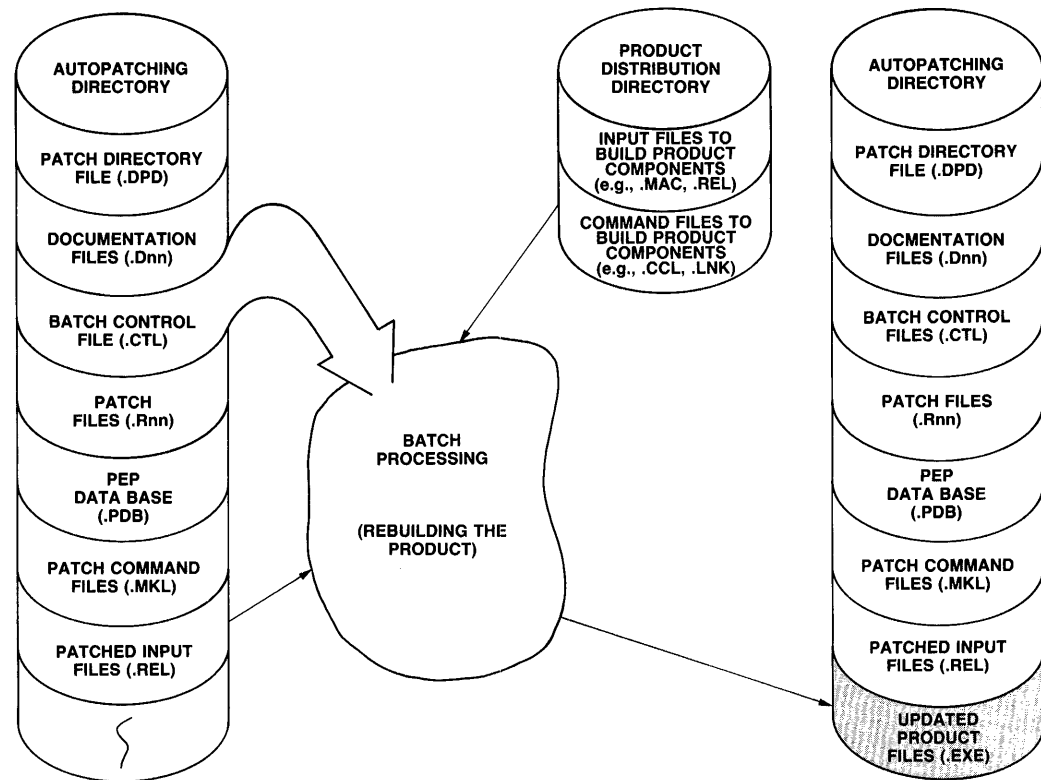 AUTOPATCHING
DIRECTORY
PATCH DIRECTORY
FILE (.DPD)
DOCUMENTATION
FILES (.Dnn)
BATCH CONTROL
FILE (.CTL)
PATCH
FILES (.Rnn)
PEP
DATA BASE
(.PDB)
PATCH COMMAND
FILES (.MKL)
PATCHED INPUT
FILES (.REL)
PRODUCT
DISTRIBUTION
DIRECTORY
INPUT FILES TO
BUILD PRODUCT
COMPONENTS
(e.g., .MAC, .REL)
COMMAND FILES TO
BUILD PRODUCT
COMPONENTS
(e.g., .CCL, .LNK)
BATCH
PROCESSING
(REBUILDING THE
PRODUCT)
AUTOPATCHING
DIRECTORY
PATCH DIRECTORY
FILE (.DPD)
DOCMENTATION
FILES (.Dnn)
BATCH CONTROL
FILES (.CTL)
PATCH FILES
(.Rnn)
PEP
DATA BASE
(.PDB)
PATCH COMMAND
FILES (.MKL)
PATCHED INPUT
FILES (.REL)
UPDATED
PRODUCT
FILES (.EXE)